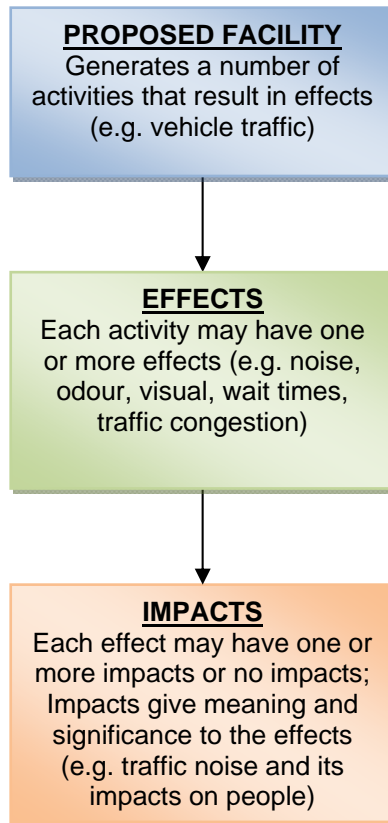 PROPOSED FACILITY
Generates a number of
activities that result in effects
(e.g. vehicle traffic)
EFFECTS
Each activity may have one
or more effects (e.g. noise,
odour, visual, wait times,
traffic congestion)
IMPACTS
Each effect may have one or
more impacts or no impacts;
Impacts give meaning and
significance to the effects
(e.g. traffic noise and its
impacts on people)